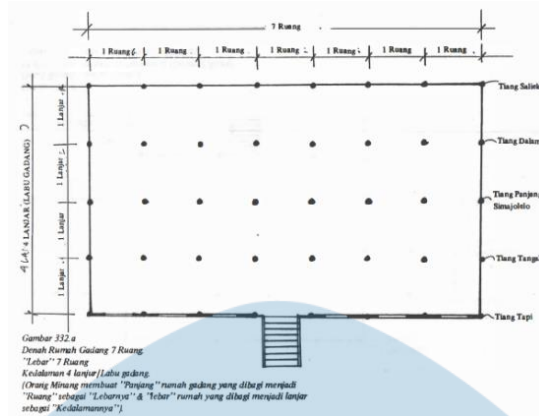 7 Ruang
1 Ruang 1 Ruang 1 Ruang 1 Ruang 1 Ruang 1 Ruang 1 Ruang
4 LANJAR (LABU GADANG)
1 Lanjar
1 Lanjar
1 Lanjar
1 Lanjar
Tiang Salek
Tiang Dalam
Tiang Panjang
Simajolelo
Tiang Tanga
Tiang Tapi
Gambar 332.a
Denah Rumah Gadang 7 Ruang.
"Lebar" 7 Ruang
Kedalaman 4 lanjur/Labu gadang.
(Orang Minang membuat "Panjang" rumah gadang yang dibagi menjadi
"Ruang" sebagai "Lebarnya" & "lebar" rumah yang dibagi menjadi lanjar
sebagai "Kedalamannya").